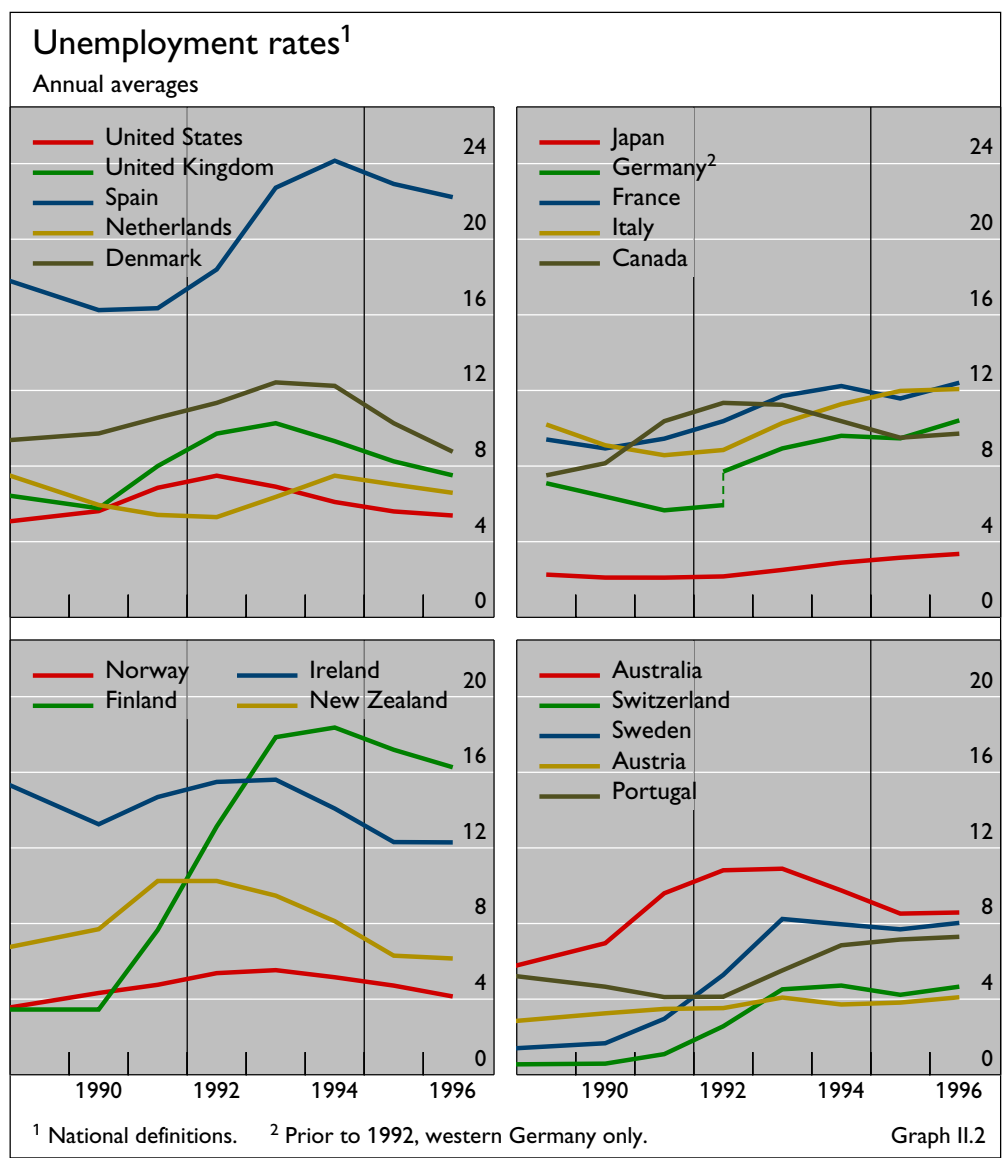 Unemployment rates¹
Annual averages
United States
United Kingdom
Spain
Netherlands
Denmark
Japan
Germany²
France
Italy
Canada
24
20
16
12
8
4
0
24
20
16
12
8
4
0
Norway Ireland
Finland New Zealand
Australia
Switzerland
Sweden
Austria
Portugal
20
16
12
8
4
0
20
16
12
8
4
0
1990 1992 1994 1996
1990 1992 1994 1996
¹ National definitions. ² Prior to 1992, western Germany only. Graph II.2